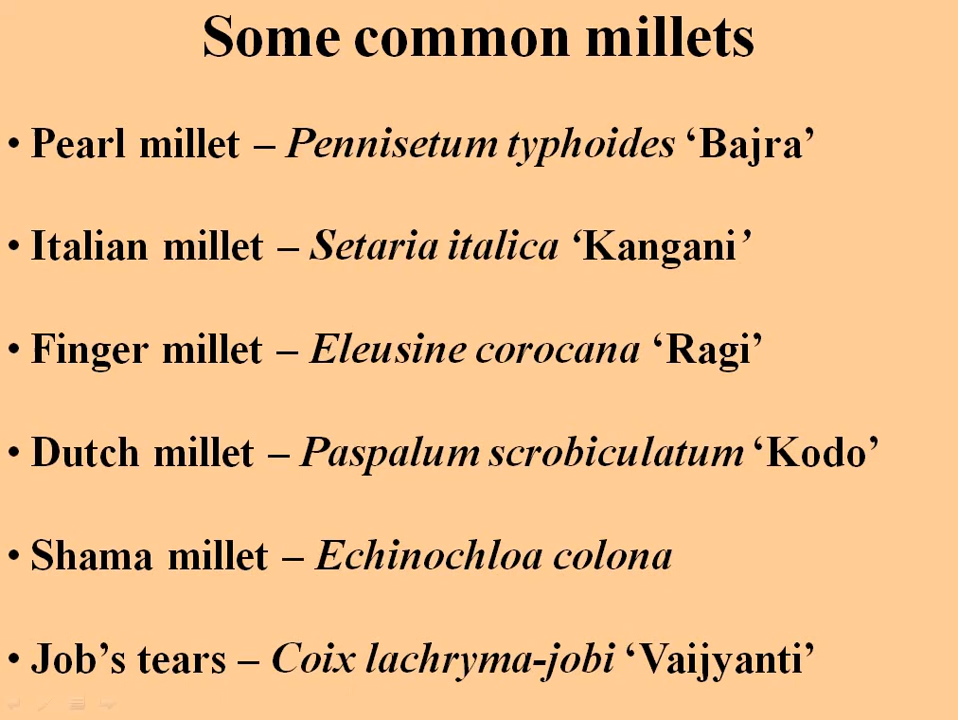 Some common millets
• Pearl millet – Pennisetum typhoides ‘Bajra’
• Italian millet – Setaria italica ‘Kangani’
• Finger millet – Eleusine corocana ‘Ragi’
• Dutch millet – Paspalum scrobiculatum ‘Kodo’
• Shama millet – Echinochloa colona
• Job’s tears – Coix lachryma-jobi ‘Vaijyanti’